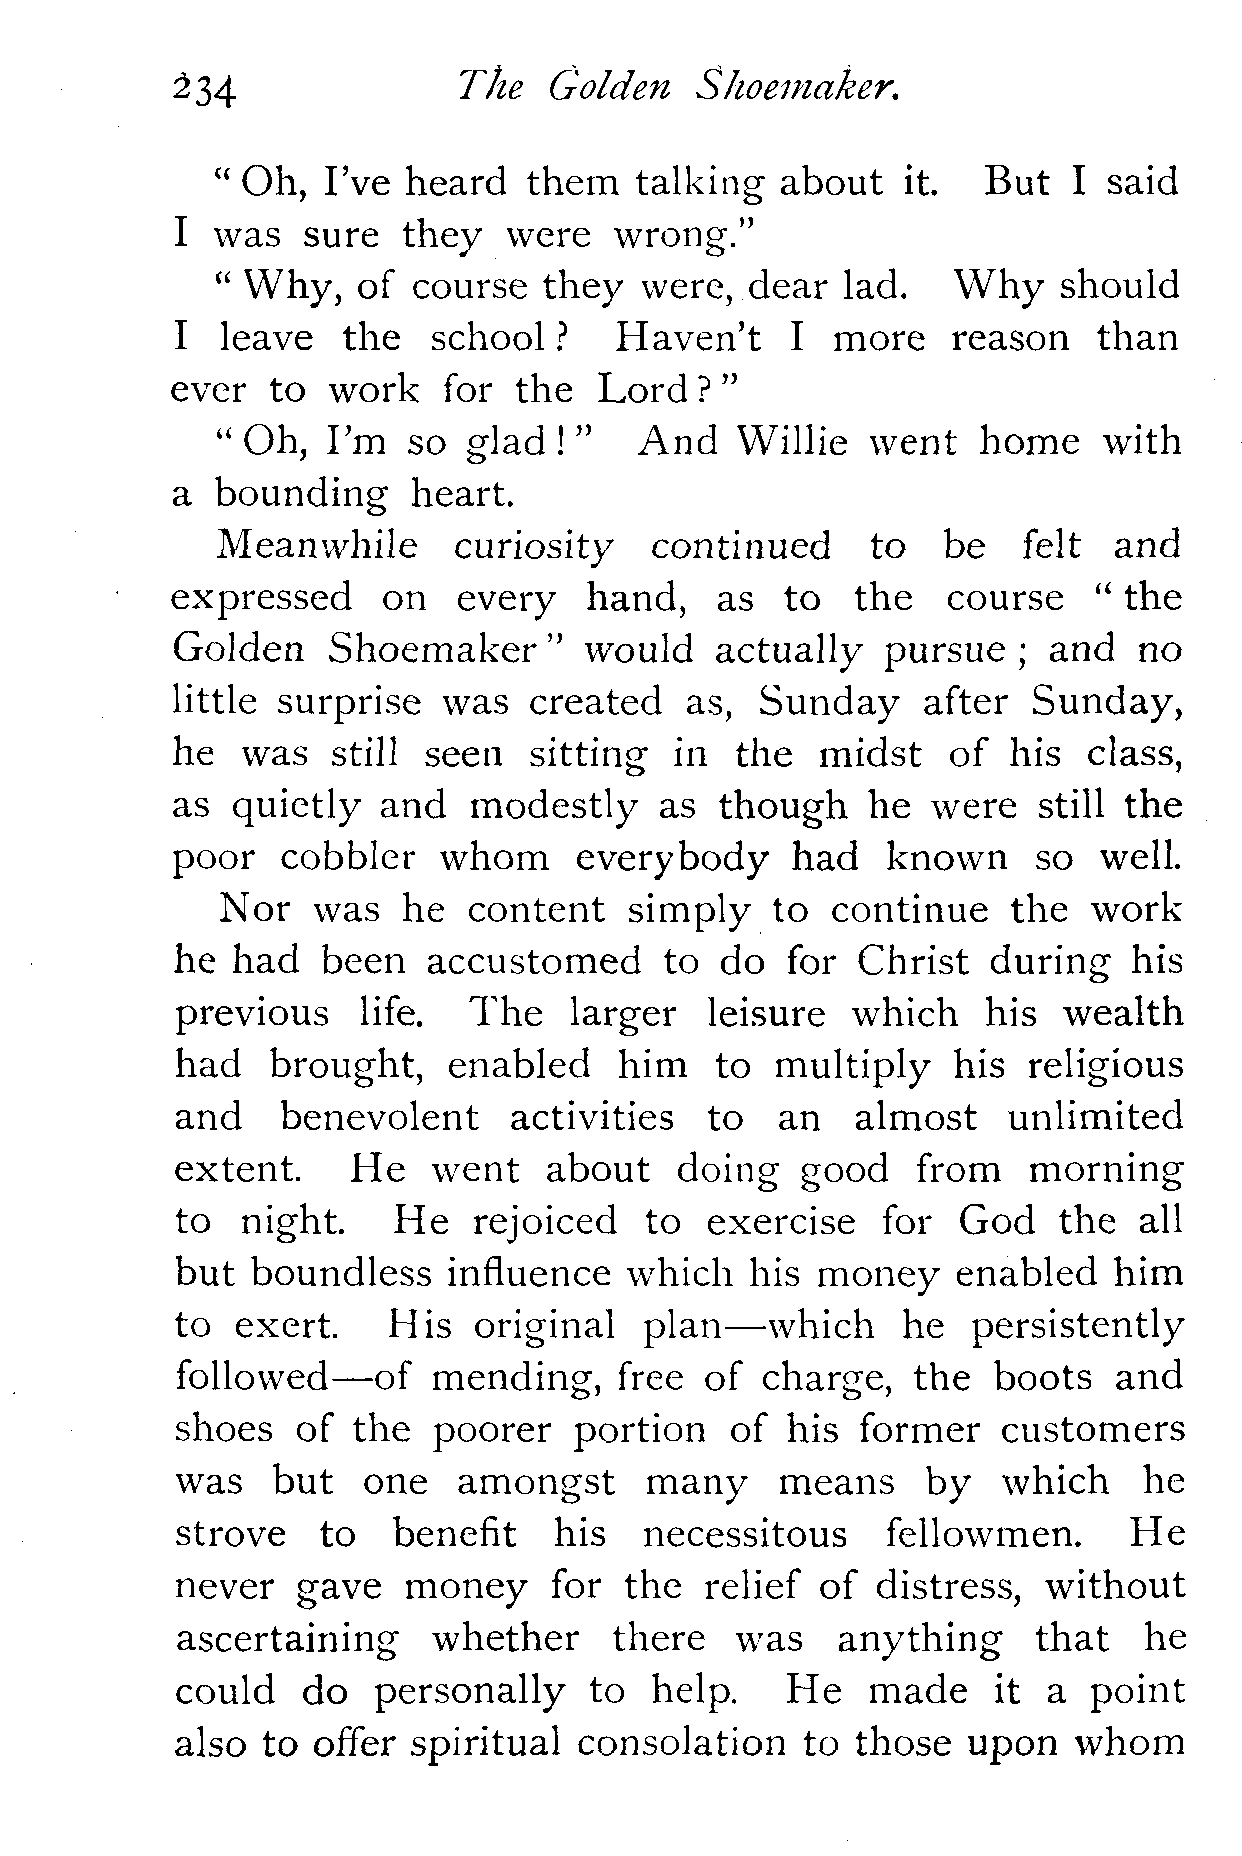 234 The Golden Shoemaker.
“ Oh, I've heard them talking about it. But I said
I was sure they were wrong.”
“ Why, of course they were, dear lad. Why should
I leave the school ? Haven't I more reason than
ever to work for the Lord ? ”
“ Oh, I'm so glad ! ” And Willie went home with
a bounding heart.
Meanwhile curiosity continued to be felt and
expressed on every hand, as to the course “ the
Golden Shoemaker ” would actually pursue ; and no
little surprise was created as, Sunday after Sunday,
he was still seen sitting in the midst of his class,
as quietly and modestly as though he were still the
poor cobbler whom everybody had known so well.
Nor was he content simply to continue the work
he had been accustomed to do for Christ during his
previous life. The larger leisure which his wealth
had brought, enabled him to multiply his religious
and benevolent activities to an almost unlimited
extent. He went about doing good from morning
to night. He rejoiced to exercise for God the all
but boundless influence which his money enabled him
to exert. His original plan—which he persistently
followed—of mending, free of charge, the boots and
shoes of the poorer portion of his former customers
was but one amongst many means by which he
strove to benefit his necessitous fellowmen. He
never gave money for the relief of distress, without
ascertaining whether there was anything that he
could do personally to help. He made it a point
also to offer spiritual consolation to those upon whom